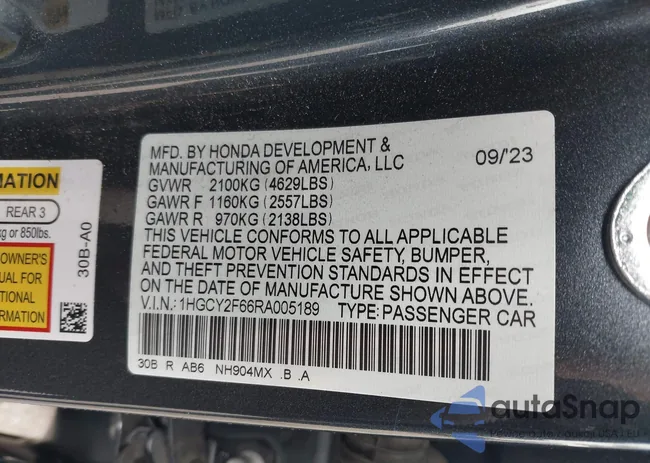 MATION
REAR 3
kg or 850lbs.
OWNER'S
UAL FOR
TIONAL
RMATION
30B-A0
MFD. BY HONDA DEVELOPMENT &
MANUFACTURING OF AMERICA, LLC 09/'23
GVWR 2100KG (4629LBS)
GAWR F 1160KG (2557LBS)
GAWR R 970KG (2138LBS)
THIS VEHICLE CONFORMS TO ALL APPLICABLE
FEDERAL MOTOR VEHICLE SAFETY, BUMPER,
AND THEFT PREVENTION STANDARDS IN EFFECT
ON THE DATE OF MANUFACTURE SHOWN ABOVE.
V.I.N.: 1HGCY2F66RA005189 TYPE:PASSENGER CAR
30B R AB6 NH904MX .B .A
autoSnap